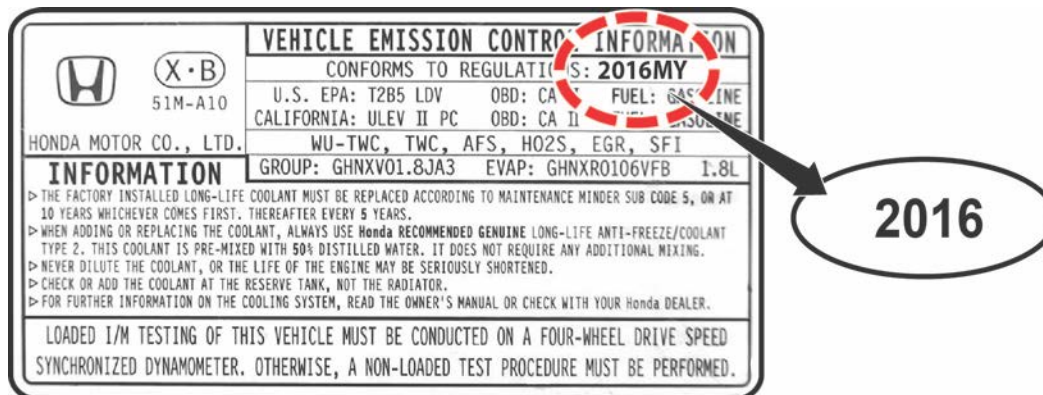 VEHICLE EMISSION CONTROL INFORMATION
X·B
51M-A10
HONDA MOTOR CO., LTD.
CONFORMS TO REGULATIONS: 2016MY
U.S. EPA: T2B5 LDV OBD: CA II FUEL: GASOLINE
CALIFORNIA: ULEV II PC OBD: CA II FUEL: GASOLINE
WU-TWC, TWC, AFS, HO2S, EGR, SFI
GROUP: GHNXV01.8JA3 EVAP: GHNXR0106VFB 1.8L
INFORMATION
▷ THE FACTORY INSTALLED LONG-LIFE COOLANT MUST BE REPLACED ACCORDING TO MAINTENANCE MINDER SUB CODE 5, OR AT
10 YEARS WHICHEVER COMES FIRST. THEREAFTER EVERY 5 YEARS.
▷ WHEN ADDING OR REPLACING THE COOLANT, ALWAYS USE Honda RECOMMENDED GENUINE LONG-LIFE ANTI-FREEZE/COOLANT
TYPE 2. THIS COOLANT IS PRE-MIXED WITH 50% DISTILLED WATER. IT DOES NOT REQUIRE ANY ADDITIONAL MIXING.
▷ NEVER DILUTE THE COOLANT, OR THE LIFE OF THE ENGINE MAY BE SERIOUSLY SHORTENED.
▷ CHECK OR ADD THE COOLANT AT THE RESERVE TANK, NOT THE RADIATOR.
▷ FOR FURTHER INFORMATION ON THE COOLING SYSTEM, READ THE OWNER'S MANUAL OR CHECK WITH YOUR Honda DEALER.
LOADED I/M TESTING OF THIS VEHICLE MUST BE CONDUCTED ON A FOUR-WHEEL DRIVE SPEED
SYNCHRONIZED DYNAMOMETER. OTHERWISE, A NON-LOADED TEST PROCEDURE MUST BE PERFORMED.
2016